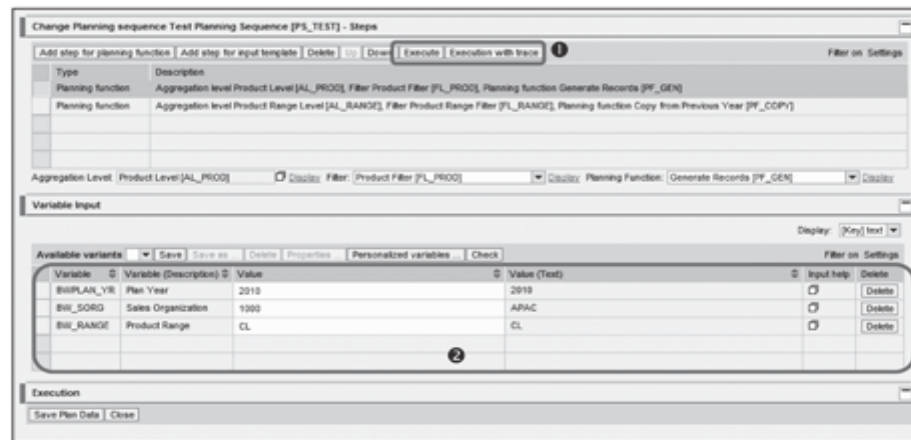 Change Planning sequence Test Planning Sequence [PS_TEST] - Steps
Add step for planning function Add step for input template Delete Up Down Execute Execution with trace ❶ Filter on Settings
Type Description
Planning function Aggregation level Product Level [AL_PROD], Filter Product Filter [FL_PROD], Planning function Generate Records [PF_GEN]
Planning function Aggregation level Product Range Level [AL_RANGE], Filter Product Range Filter [FL_RANGE], Planning function Copy from Previous Year [PF_COPY]
Aggregation Level: Product Level [AL_PROD] Display Filter: Product Filter [FL_PROD] Display Planning Function: Generate Records [PF_GEN] Display
Variable Input
Display: [Key] text
Available variants Save Save as ... Delete Properties ... Personalized variables ... Check Filter on Settings
Variable Variable (Description) Value Value (Text) Input help Delete
BWPLAN_YR Plan Year 2010 2010 Delete
BW_SORG Sales Organization 1000 APAC Delete
BW_RANGE Product Range CL CL Delete
❷
Execution
Save Plan Data Close